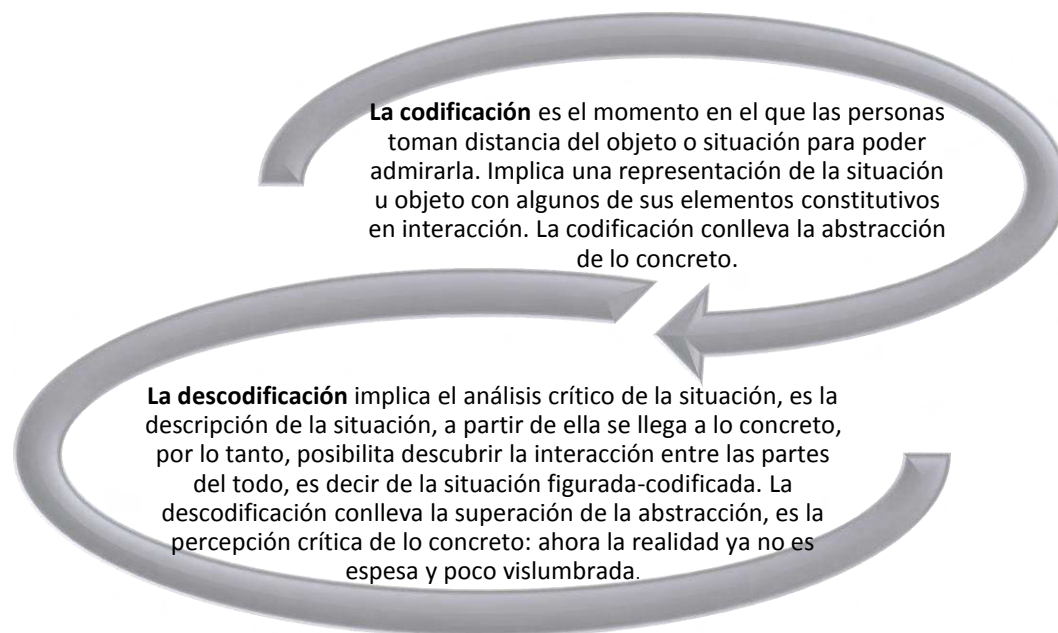 La codificación es el momento en el que las personas
toman distancia del objeto o situación para poder
admirarla. Implica una representación de la situación
u objeto con algunos de sus elementos constitutivos
en interacción. La codificación conlleva la abstracción
de lo concreto.
La descodificación implica el análisis crítico de la situación, es la
descripción de la situación, a partir de ella se llega a lo concreto,
por lo tanto, posibilita descubrir la interacción entre las partes
del todo, es decir de la situación figurada-codificada. La
descodificación conlleva la superación de la abstracción, es la
percepción crítica de lo concreto: ahora la realidad ya no es
espesa y poco vislumbrada.